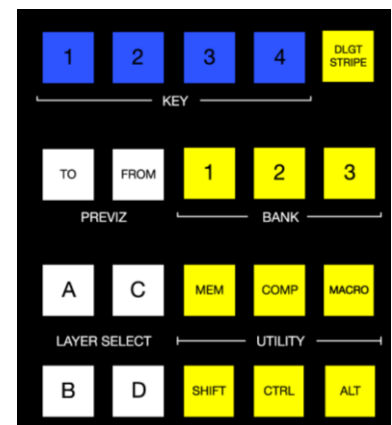 1 2 3 4 DLGT
STRIPE
KEY
TO FROM 1 2 3
PREVIZ BANK
A C MEM COMP MACRO
LAYER SELECT UTILITY
B D SHIFT CTRL ALT